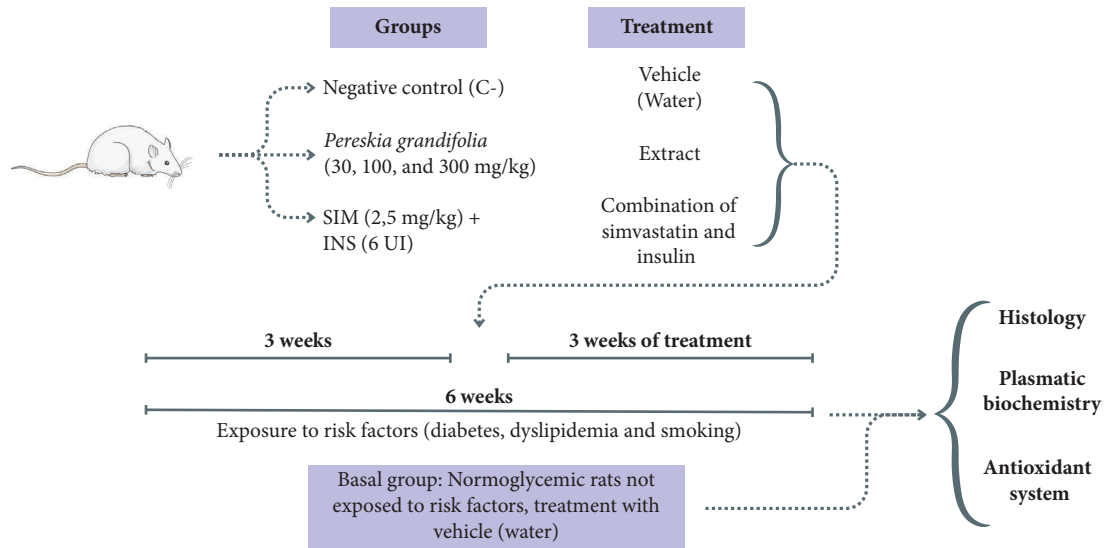 Groups
Treatment
Negative control (C-)
Vehicle
(Water)
Pereskia grandifolia
(30, 100, and 300 mg/kg)
Extract
SIM (2,5 mg/kg) +
INS (6 UI)
Combination of
simvastatin and
insulin
3 weeks
3 weeks of treatment
6 weeks
Exposure to risk factors (diabetes, dyslipidemia and smoking)
Basal group: Normoglycemic rats not
exposed to risk factors, treatment with
vehicle (water)
Histology
Plasmatic
biochemistry
Antioxidant
system